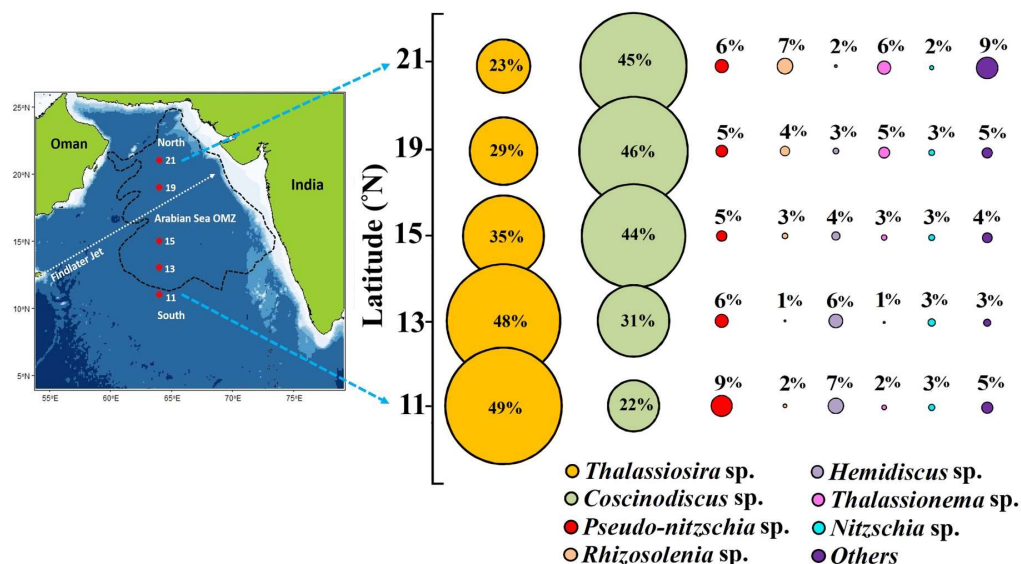 25°N
20°N
15°N
10°N
5°N
55°E
60°E
65°E
70°E
75°E
Oman
India
North
21
19
Arabian Sea OMZ
15
13
11
South
Findlater Jet
Latitude (°N)
21 23% 45% 6% 7% 2% 6% 2% 9%
19 29% 46% 5% 4% 3% 5% 3% 5%
15 35% 44% 5% 3% 4% 3% 3% 4%
13 48% 31% 6% 1% 6% 1% 3% 3%
11 49% 22% 9% 2% 7% 2% 3% 5%
Thalassiosira sp.
Coscinodiscus sp.
Pseudo-nitzschia sp.
Rhizosolenia sp.
Hemidiscus sp.
Thalassionema sp.
Nitzschia sp.
Others